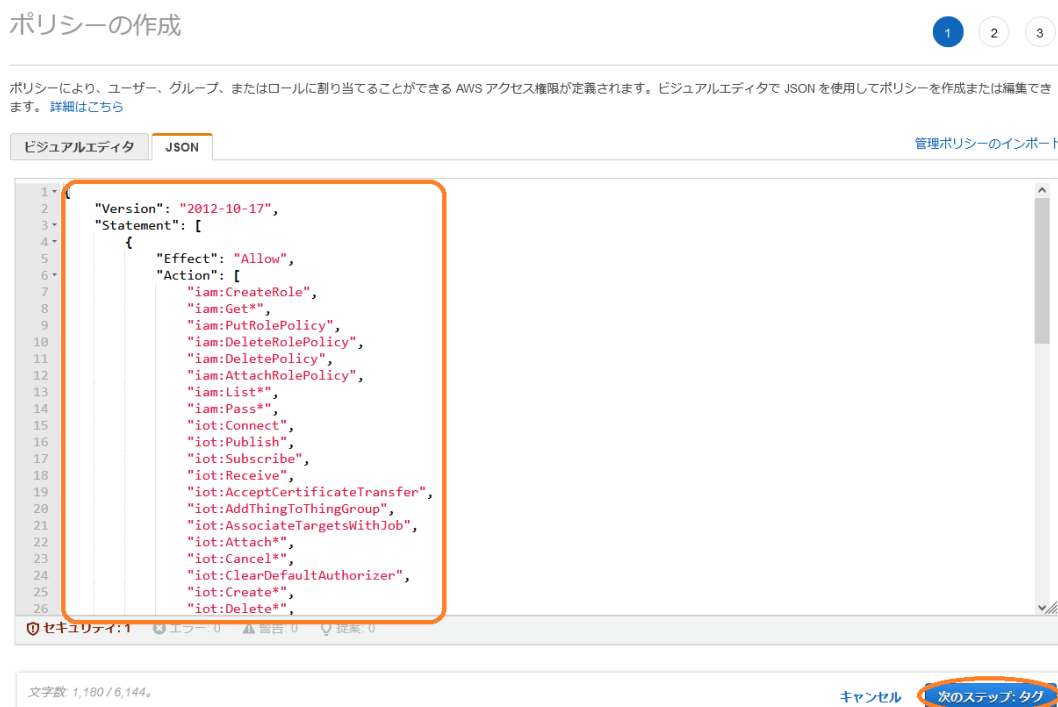 ポリシーの作成
1 2 3
ポリシーにより、ユーザー、グループ、またはロールに割り当てることができる AWS アクセス権限が定義されます。ビジュアルエディタで JSON を使用してポリシーを作成または編集でき
ます。 詳細はこちら
ビジュアルエディタ JSON 管理ポリシーのインポート
1 {
2 "Version": "2012-10-17",
3 "Statement": [
4 {
5 "Effect": "Allow",
6 "Action": [
7 "iam:CreateRole",
8 "iam:Get*",
9 "iam:PutRolePolicy",
10 "iam:DeleteRolePolicy",
11 "iam:DeletePolicy",
12 "iam:AttachRolePolicy",
13 "iam:List*",
14 "iam:Pass*",
15 "iot:Connect",
16 "iot:Publish",
17 "iot:Subscribe",
18 "iot:Receive",
19 "iot:AcceptCertificateTransfer",
20 "iot:AddThingToThingGroup",
21 "iot:AssociateTargetsWithJob",
22 "iot:Attach*",
23 "iot:Cancel*",
24 "iot:ClearDefaultAuthorizer",
25 "iot:Create*",
26 "iot:Delete*",
セキュリティ: 1 エラー: 0 警告: 0 提案: 0
文字数: 1,180 / 6,144。
キャンセル 次のステップ: タグ